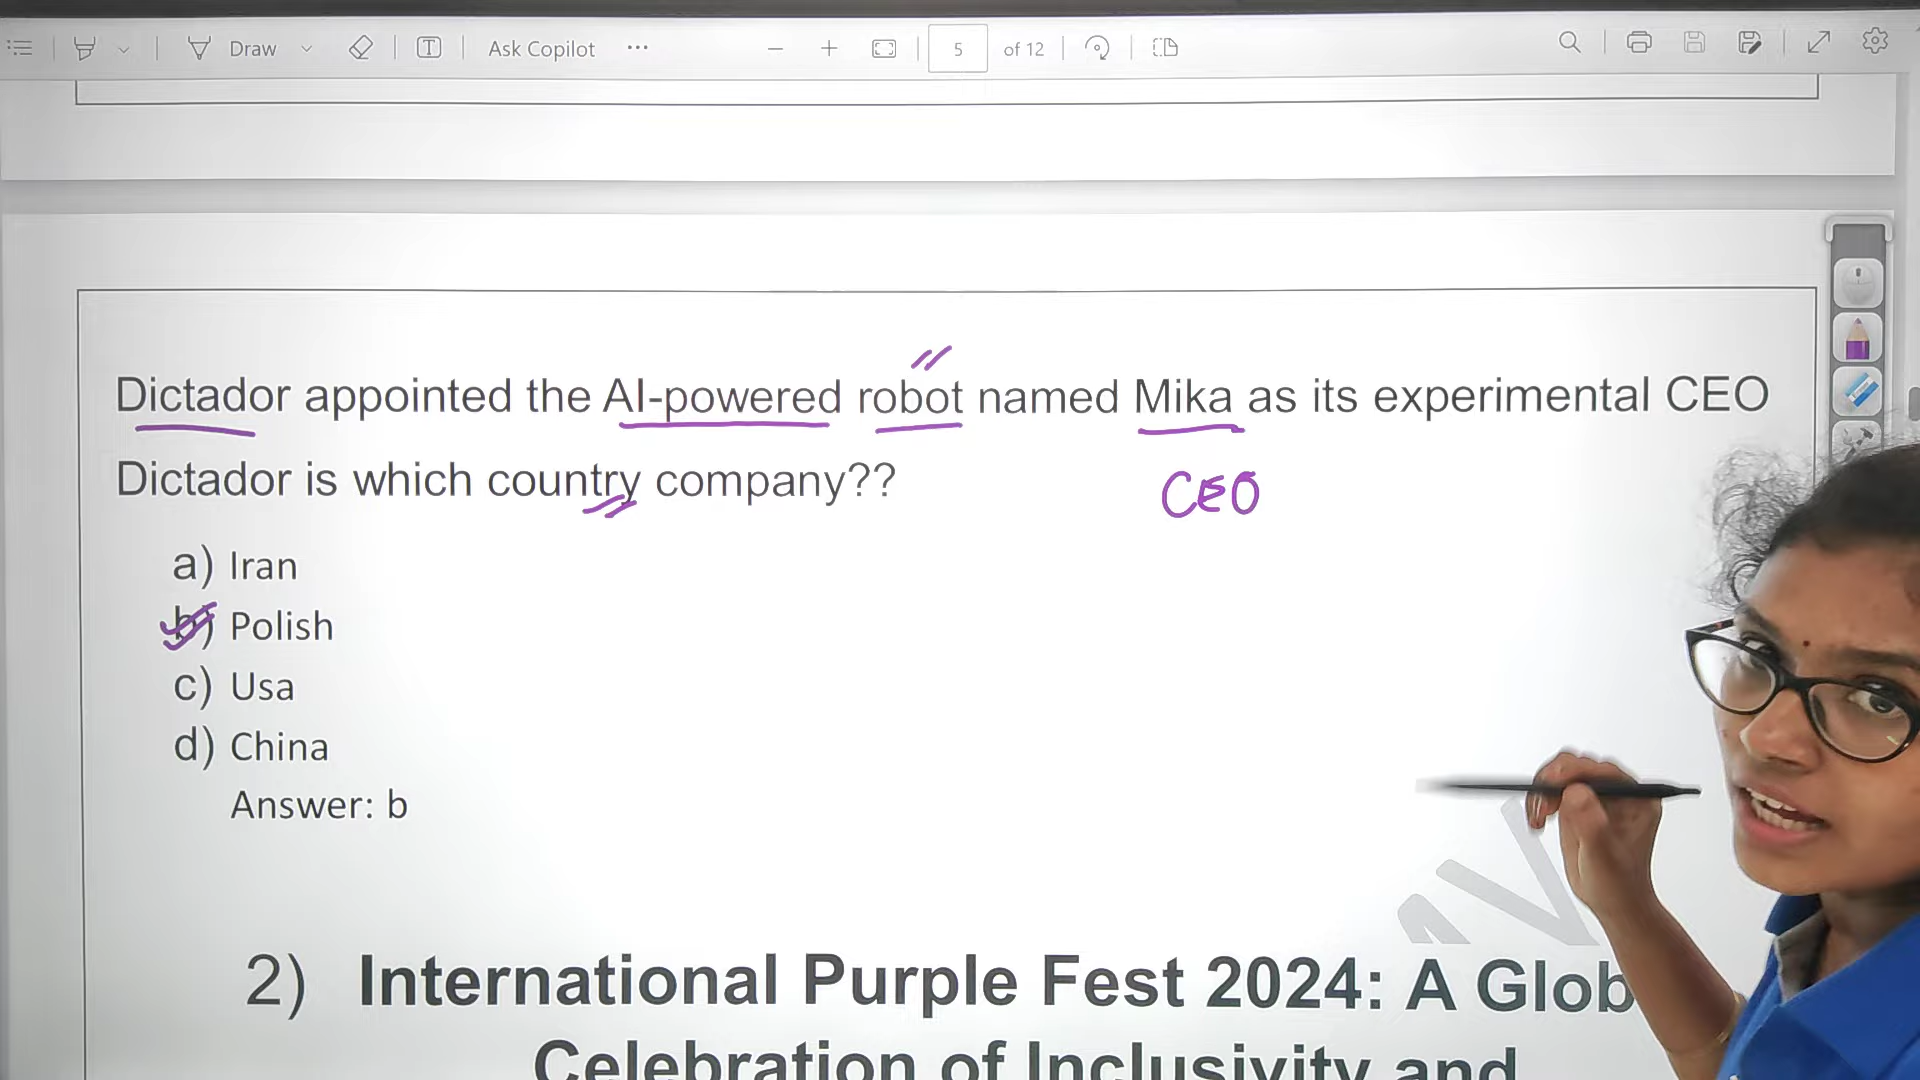 Draw
Ask Copilot
5 of 12
Dictador appointed the AI-powered robot named Mika as its experimental CEO
Dictador is which country company??
CEO
a) Iran
b) Polish
c) Usa
d) China
Answer: b
2) International Purple Fest 2024: A Glob
Celebration of Inclusivity and